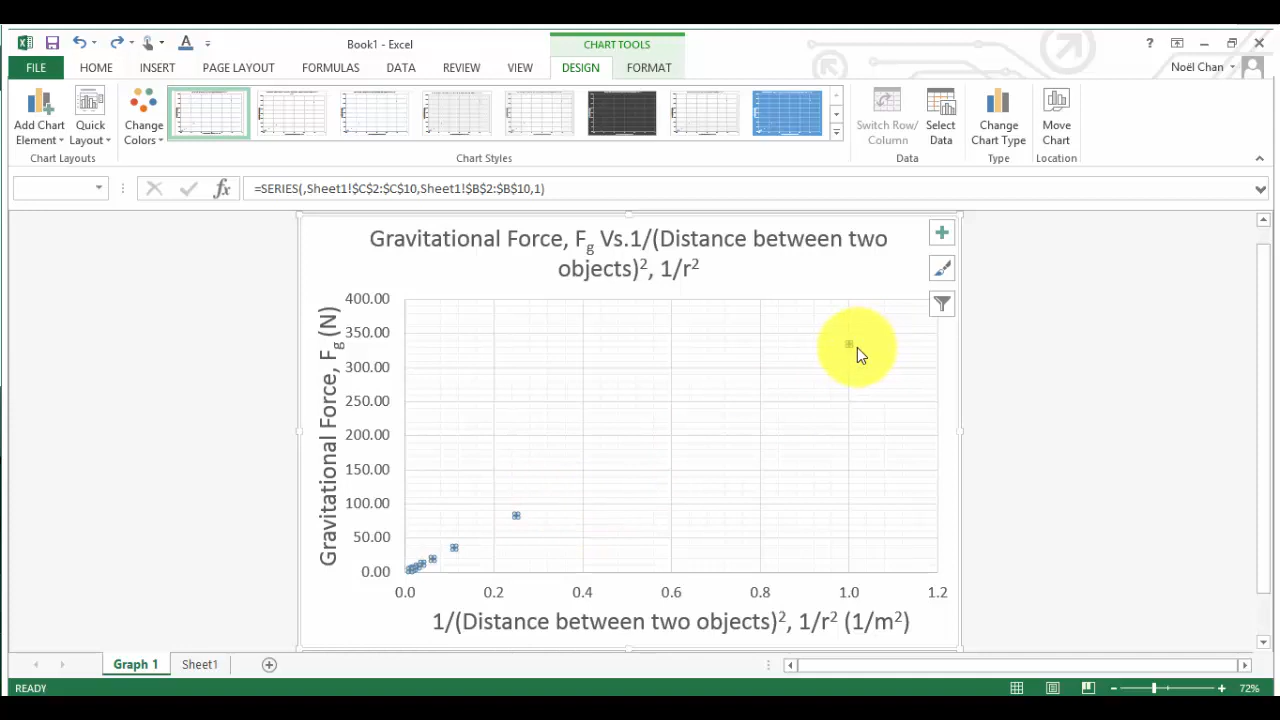 Book1 - Excel
CHART TOOLS
?
FILE HOME INSERT PAGE LAYOUT FORMULAS DATA REVIEW VIEW DESIGN FORMAT
Noël Chan
Add Chart Element
Quick Layout
Change Colors
Switch Row/ Column
Select Data
Change Chart Type
Move Chart
Chart Layouts
Chart Styles
Data
Type
Location
fx
=SERIES(,Sheet1!$C$2:$C$10,Sheet1!$B$2:$B$10,1)
Gravitational Force, Fg Vs.1/(Distance between two
objects)², 1/r²
Gravitational Force, Fg (N)
400.00
350.00
300.00
250.00
200.00
150.00
100.00
50.00
0.00
0.0 0.2 0.4 0.6 0.8 1.0 1.2
1/(Distance between two objects)², 1/r² (1/m²)
Graph 1 Sheet1
READY
72%